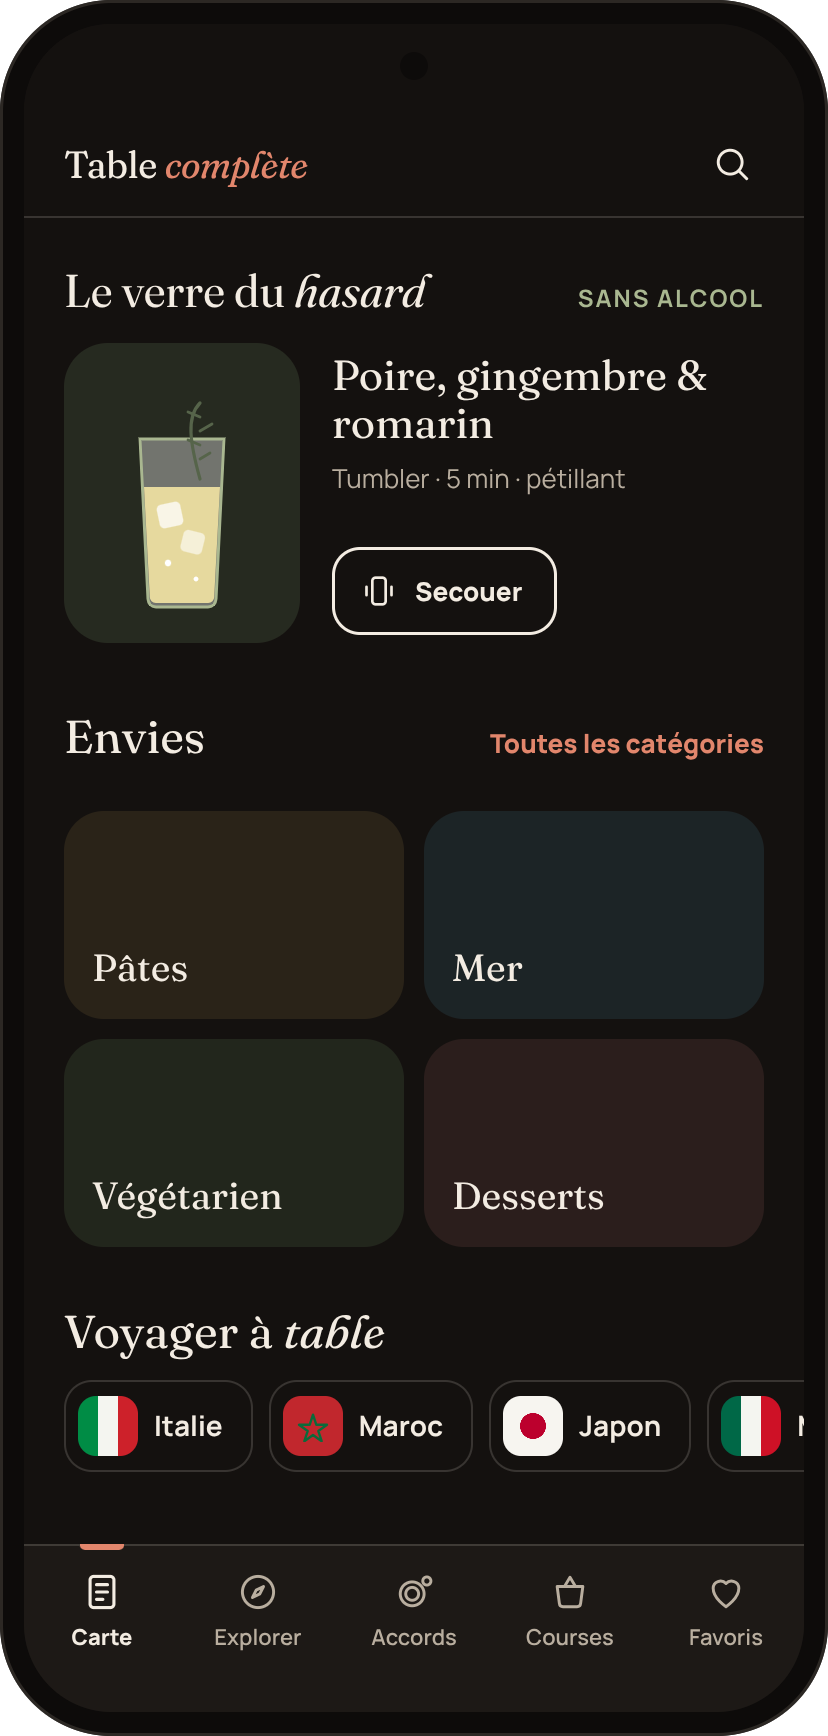 Table complète
Le verre du hasard
SANS ALCOOL
Poire, gingembre &
romarin
Tumbler · 5 min · pétillant
Secouer
Envies
Toutes les catégories
Pâtes
Mer
Végétarien
Desserts
Voyager à table
Italie
Maroc
Japon
Carte
Explorer
Accords
Courses
Favoris